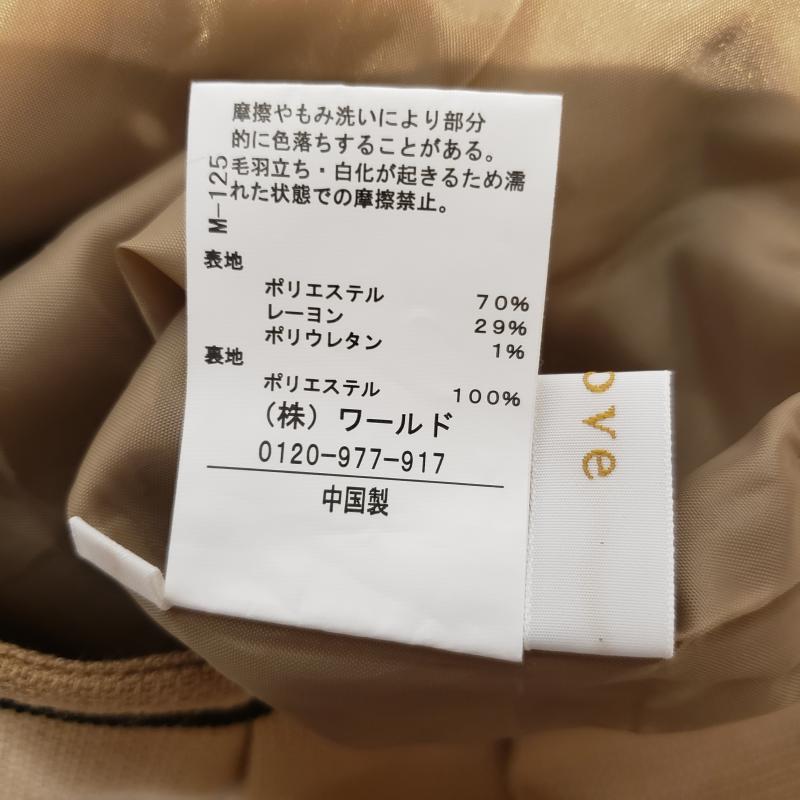 摩擦やもみ洗いにより部分
的に色落ちすることがある。
毛羽立ち・白化が起きるため濡
れた状態での摩擦禁止。
M-125
表地
ポリエステル 70%
レーヨン 29%
ポリウレタン 1%
裏地
ポリエステル 100%
(株) ワールド
0120-977-917
中国製
ove